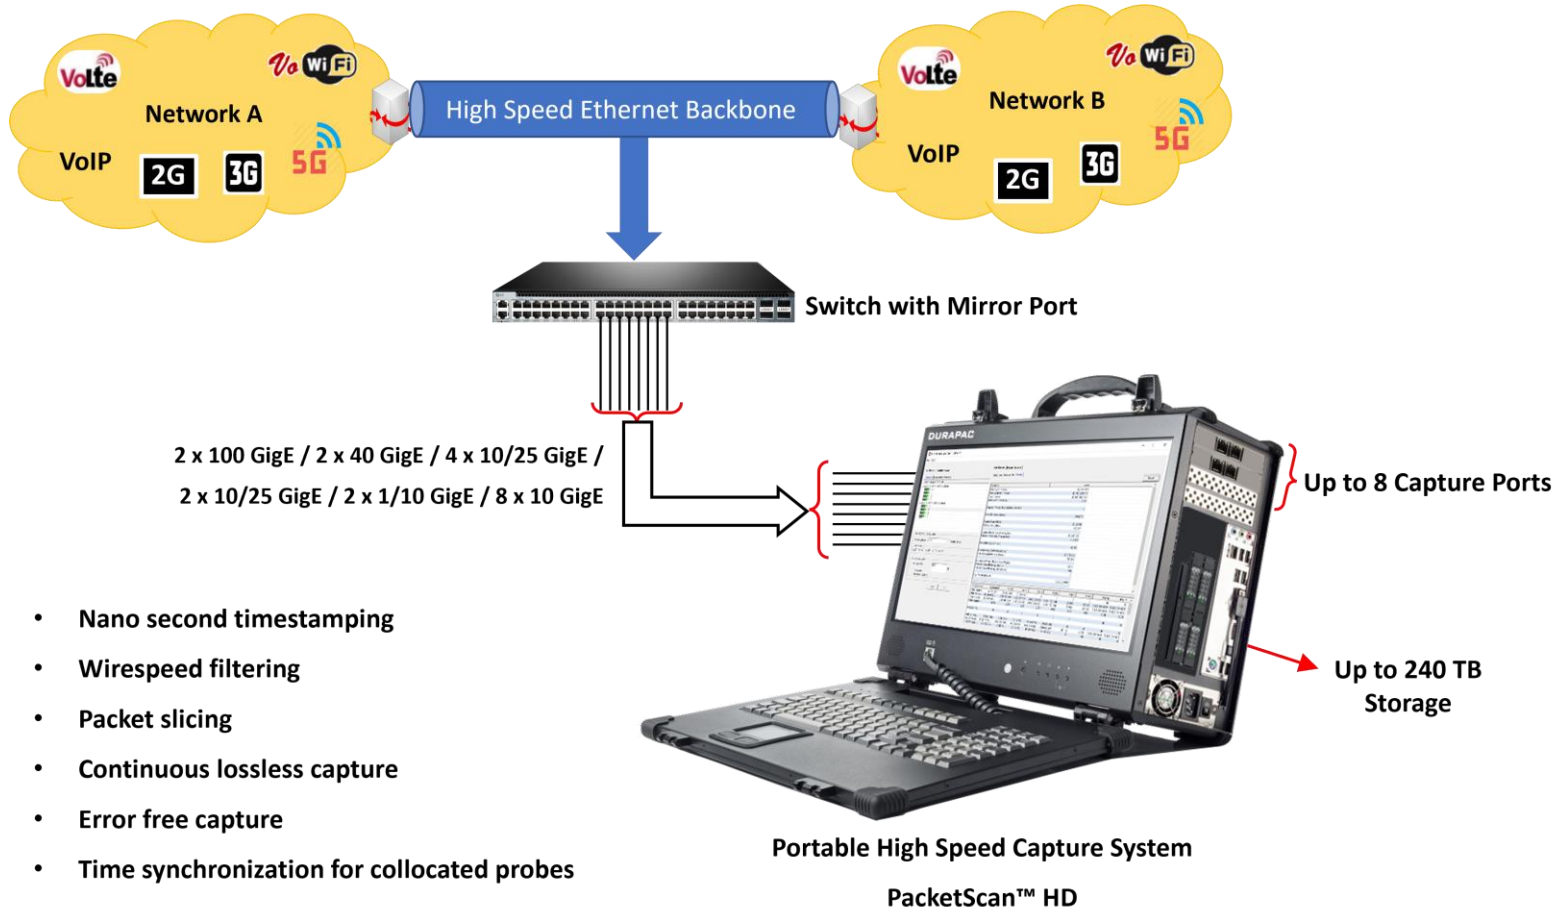 VoLte
Vo WiFi
Network A
VoIP
2G
3G
5G
High Speed Ethernet Backbone
VoLte
Vo WiFi
Network B
VoIP
2G
3G
5G
Switch with Mirror Port
2 x 100 GigE / 2 x 40 GigE / 4 x 10/25 GigE /
2 x 10/25 GigE / 2 x 1/10 GigE / 8 x 10 GigE
DURAPAC
Up to 8 Capture Ports
Up to 240 TB
Storage
• Nano second timestamping
• Wirespeed filtering
• Packet slicing
• Continuous lossless capture
• Error free capture
• Time synchronization for collocated probes
Portable High Speed Capture System
PacketScan™ HD